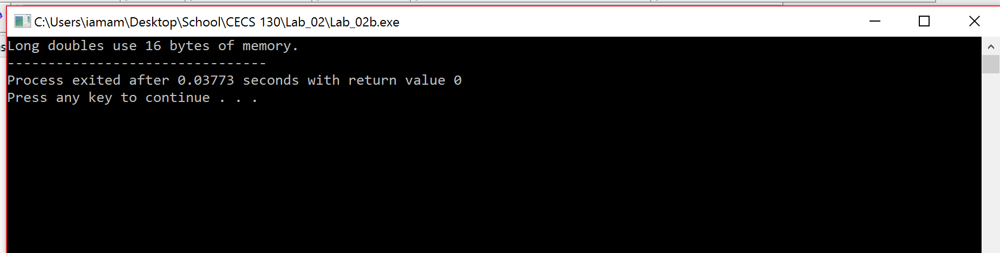 C:\Users\iamam\Desktop\School\CECS 130\Lab_02\Lab_02b.exe
Long doubles use 16 bytes of memory.
--------------------------------
Process exited after 0.03773 seconds with return value 0
Press any key to continue . . .